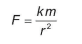 F = km / r²